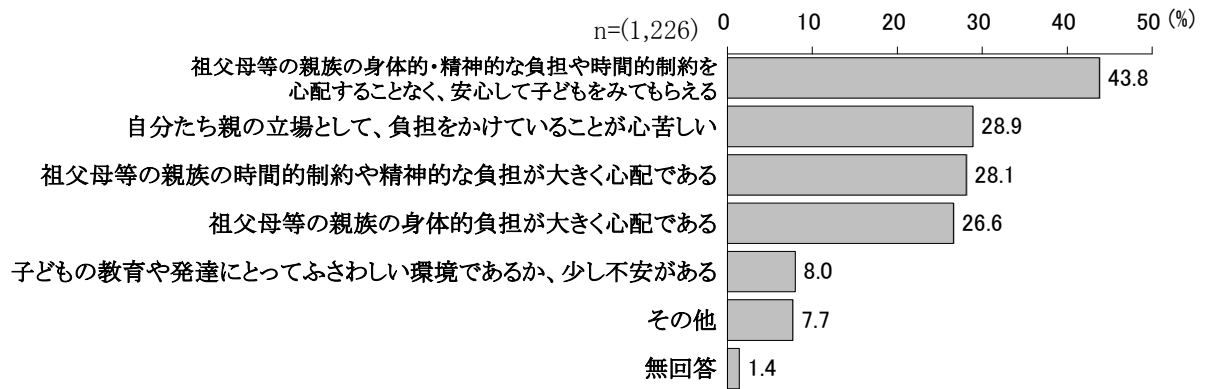 n=(1,226)
0 10 20 30 40 50 (%)
祖父母等の親族の身体的・精神的な負担や時間的制約を
心配することなく、安心して子どもをみてもらえる
43.8
自分たち親の立場として、負担をかけていることが心苦しい
28.9
祖父母等の親族の時間的制約や精神的な負担が大きく心配である
28.1
祖父母等の親族の身体的負担が大きく心配である
26.6
子どもの教育や発達にとってふさわしい環境であるか、少し不安がある
8.0
その他
7.7
無回答
1.4